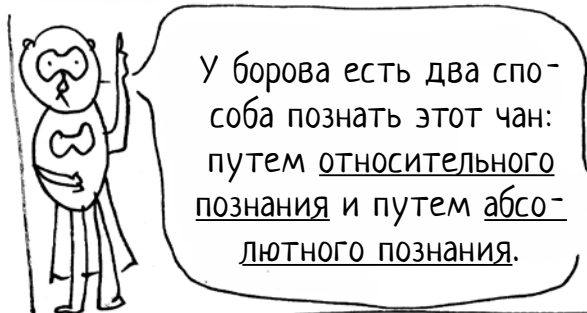 У борова есть два спо-
соба познать этот чан:
путем относительного
познания и путем абсо-
лютного познания.